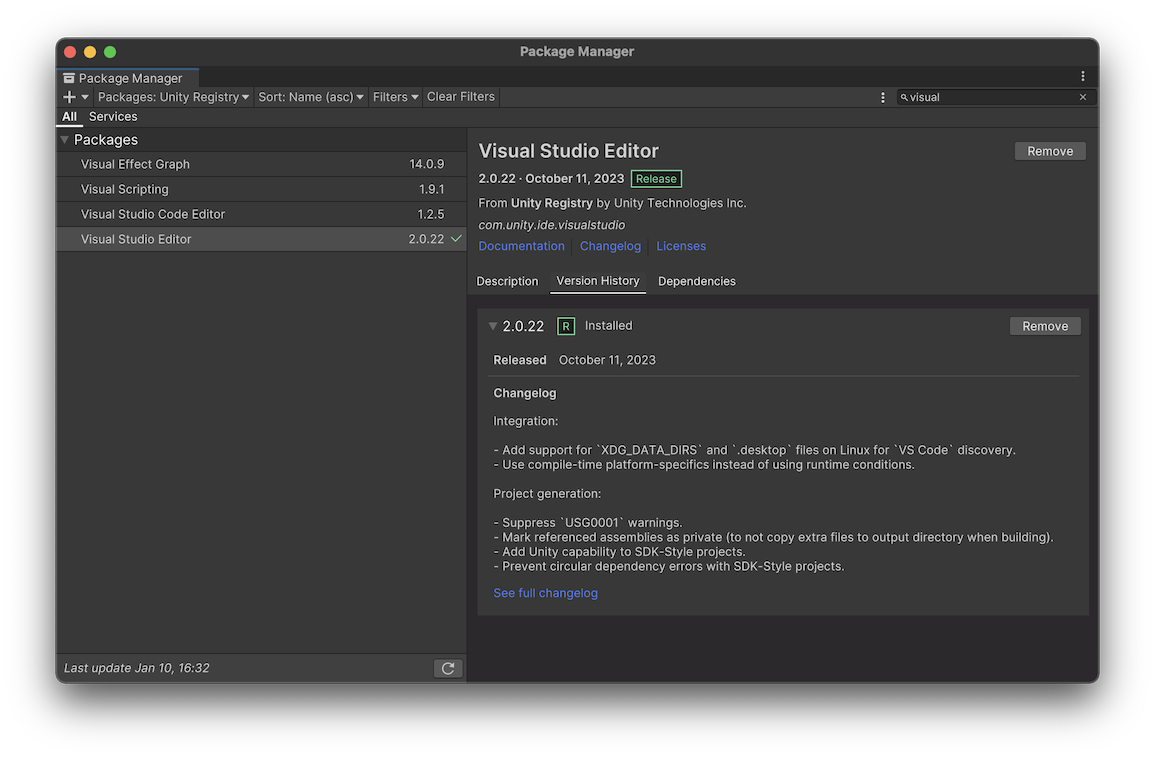 Package Manager
Package Manager
Packages: Unity Registry Sort: Name (asc) Filters Clear Filters visual
All Services
Packages
Visual Effect Graph 14.0.9
Visual Scripting 1.9.1
Visual Studio Code Editor 1.2.5
Visual Studio Editor 2.0.22
Last update Jan 10, 16:32
Visual Studio Editor Remove
2.0.22 · October 11, 2023 Release
From Unity Registry by Unity Technologies Inc.
com.unity.ide.visualstudio
Documentation Changelog Licenses
Description Version History Dependencies
2.0.22 R Installed Remove
Released October 11, 2023
Changelog
Integration:
- Add support for `XDG_DATA_DIRS` and `.desktop` files on Linux for `VS Code` discovery.
- Use compile-time platform-specifics instead of using runtime conditions.
Project generation:
- Suppress `USG0001` warnings.
- Mark referenced assemblies as private (to not copy extra files to output directory when building).
- Add Unity capability to SDK-Style projects.
- Prevent circular dependency errors with SDK-Style projects.
See full changelog